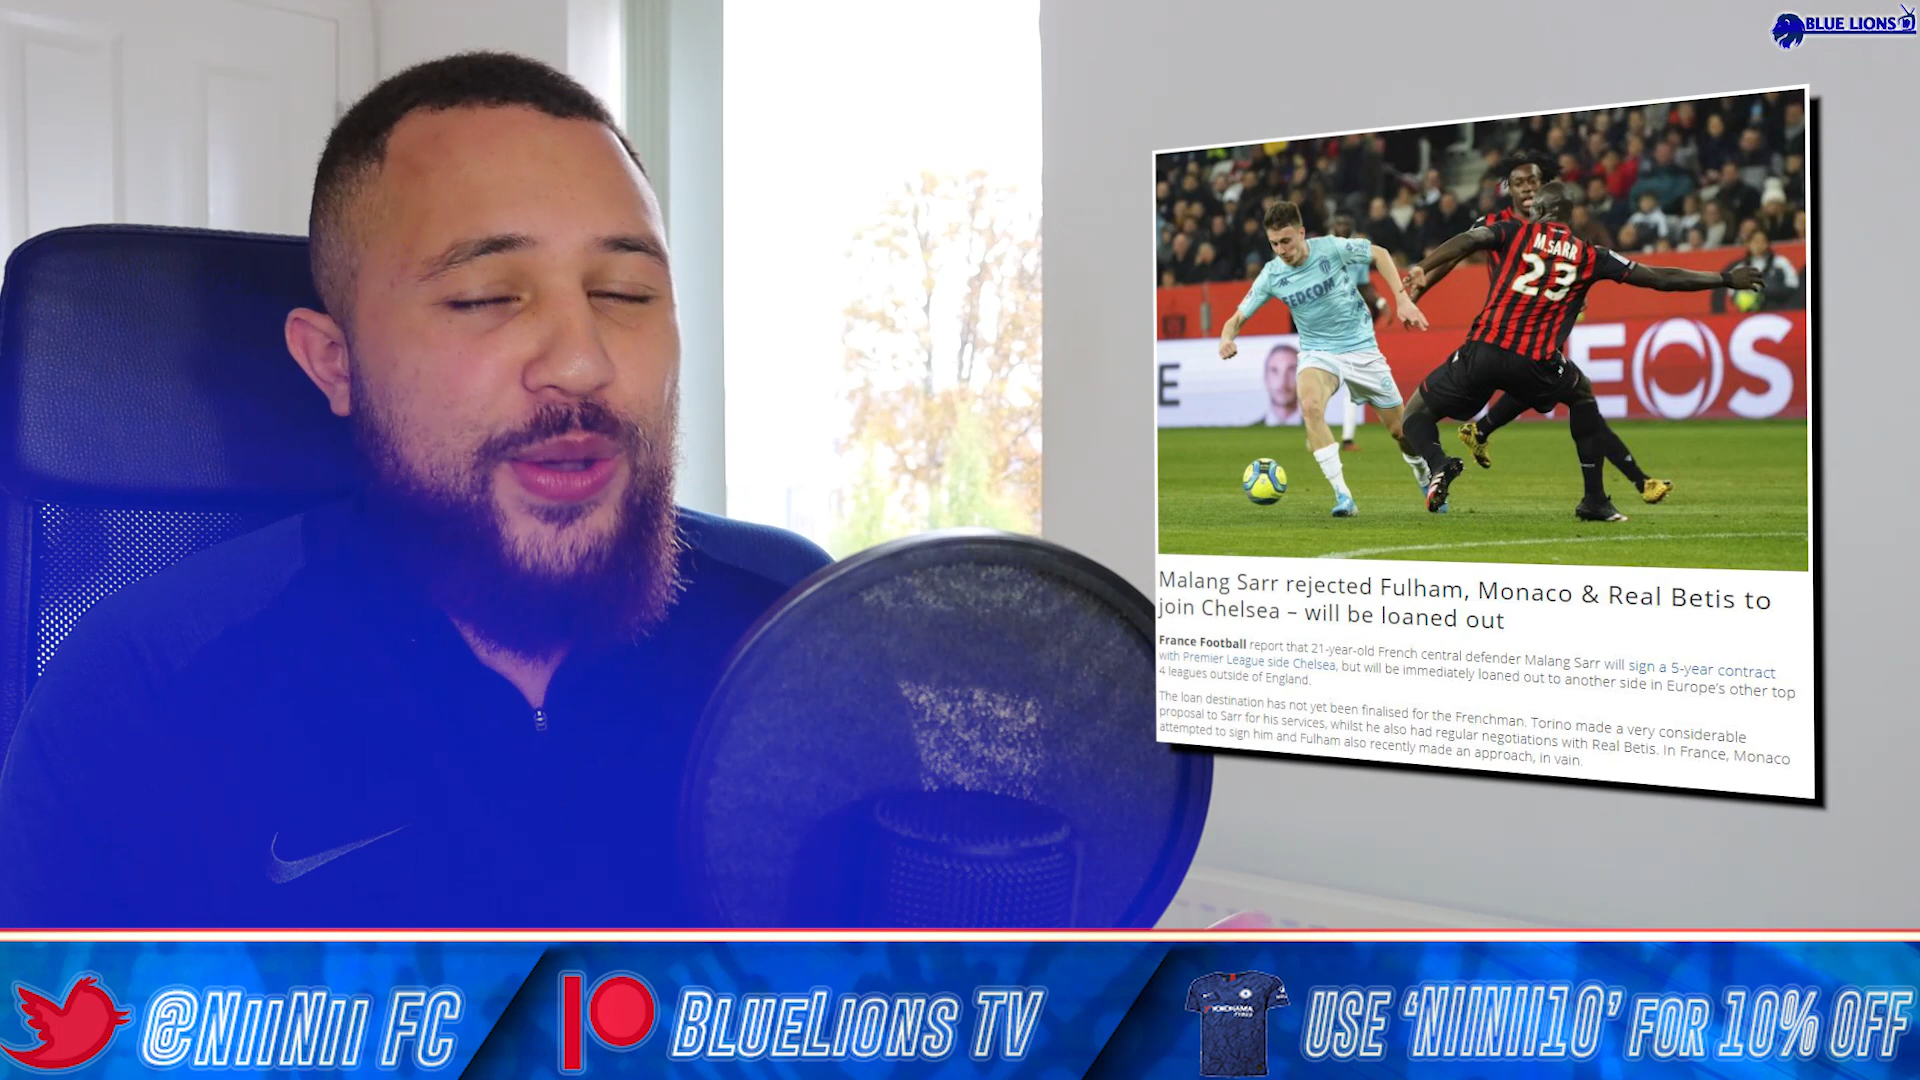 BLUE LIONS
M.SARR
23
FEDCOM
E
EOS
Malang Sarr rejected Fulham, Monaco & Real Betis to
join Chelsea – will be loaned out
France Football report that 21-year-old French central defender Malang Sarr will sign a 5-year contract
with Premier League side Chelsea, but will be immediately loaned out to another side in Europe's other top
4 leagues outside of England.
The loan destination has not yet been finalised for the Frenchman. Torino made a very considerable
proposal to Sarr for his services, whilst he also had regular negotiations with Real Betis. In France, Monaco
attempted to sign him and Fulham also recently made an approach, in vain.
@NiiNii FC
BLUELIONS TV
YOKOHAMA
TYRES
USE 'NIINII10' FOR 10% OFF